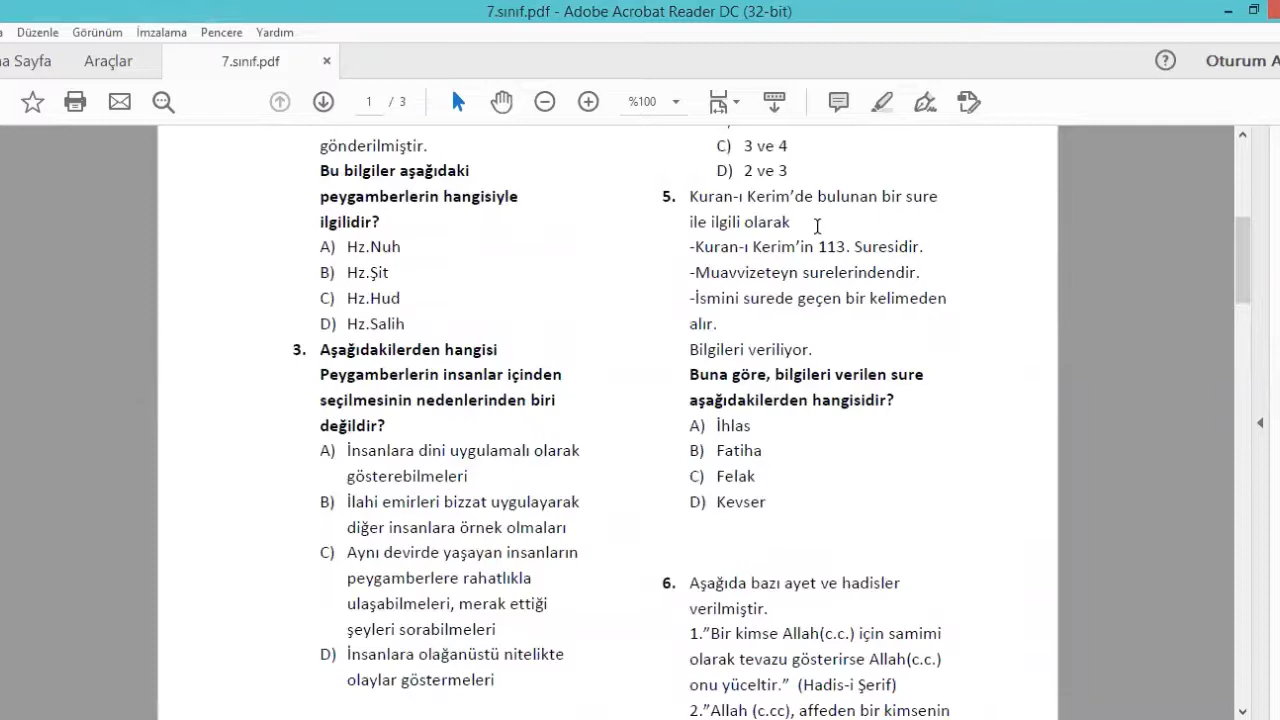 7.sınıf.pdf - Adobe Acrobat Reader DC (32-bit)
Düzenle Görünüm İmzalama Pencere Yardım
a Sayfa Araçlar 7.sınıf.pdf × ? Oturum A
1 / 3 %100
gönderilmiştir.
Bu bilgiler aşağıdaki
peygamberlerin hangisiyle
ilgilidir?
A) Hz.Nuh
B) Hz.Şit
C) Hz.Hud
D) Hz.Salih
3. Aşağıdakilerden hangisi
Peygamberlerin insanlar içinden
seçilmesinin nedenlerinden biri
değildir?
A) İnsanlara dini uygulamalı olarak
gösterebilmeleri
B) İlahi emirleri bizzat uygulayarak
diğer insanlara örnek olmaları
C) Aynı devirde yaşayan insanların
peygamberlere rahatlıkla
ulaşabilmeleri, merak ettiği
şeyleri sorabilmeleri
D) İnsanlara olağanüstü nitelikte
olaylar göstermeleri
C) 3 ve 4
D) 2 ve 3
5. Kuran-ı Kerim’de bulunan bir sure
ile ilgili olarak
-Kuran-ı Kerim’in 113. Suresidir.
-Muavvizeteyn surelerindendir.
-İsmini surede geçen bir kelimeden
alır.
Bilgileri veriliyor.
Buna göre, bilgileri verilen sure
aşağıdakilerden hangisidir?
A) İhlas
B) Fatiha
C) Felak
D) Kevser
6. Aşağıda bazı ayet ve hadisler
verilmiştir.
1.”Bir kimse Allah(c.c.) için samimi
olarak tevazu gösterirse Allah(c.c.)
onu yüceltir.” (Hadis-i Şerif)
2.”Allah (c.cc), affeden bir kimsenin